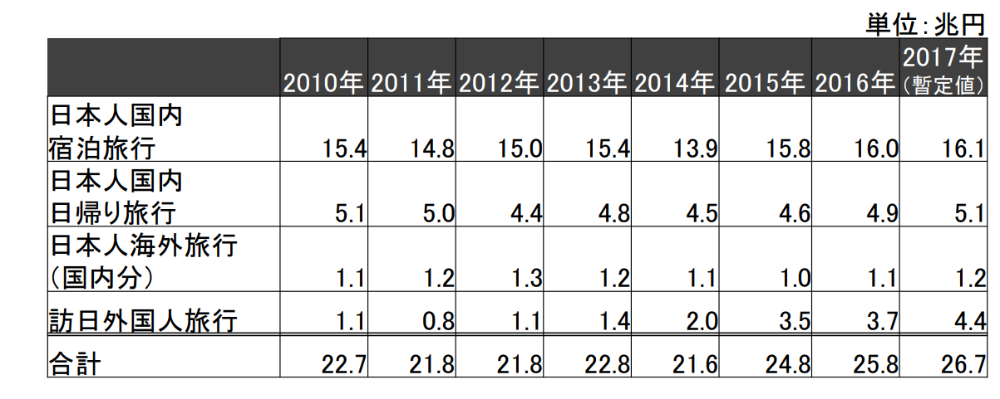 単位：兆円
2010年 2011年 2012年 2013年 2014年 2015年 2016年 2017年
（暫定値）
日本人国内
宿泊旅行 15.4 14.8 15.0 15.4 13.9 15.8 16.0 16.1
日本人国内
日帰り旅行 5.1 5.0 4.4 4.8 4.5 4.6 4.9 5.1
日本人海外旅行
（国内分） 1.1 1.2 1.3 1.2 1.1 1.0 1.1 1.2
訪日外国人旅行 1.1 0.8 1.1 1.4 2.0 3.5 3.7 4.4
合計 22.7 21.8 21.8 22.8 21.6 24.8 25.8 26.7